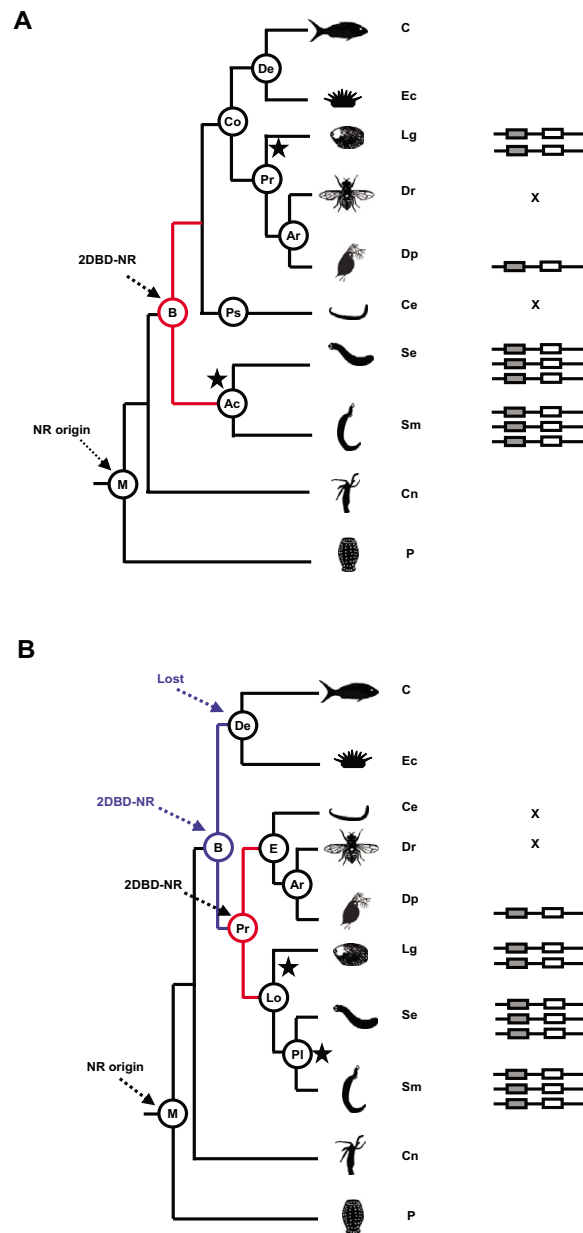 A
C
De
Ec
Co
Lg
Pr
Dr
X
Ar
Dp
2DBD-NR
B
Ps
Ce
X
Se
Ac
Sm
NR origin
M
Cn
P
B
Lost
C
De
Ec
2DBD-NR
Ce
X
B
E
Dr
X
2DBD-NR
Ar
Dp
Pr
Lg
Lo
Se
Pl
NR origin
Sm
M
Cn
P